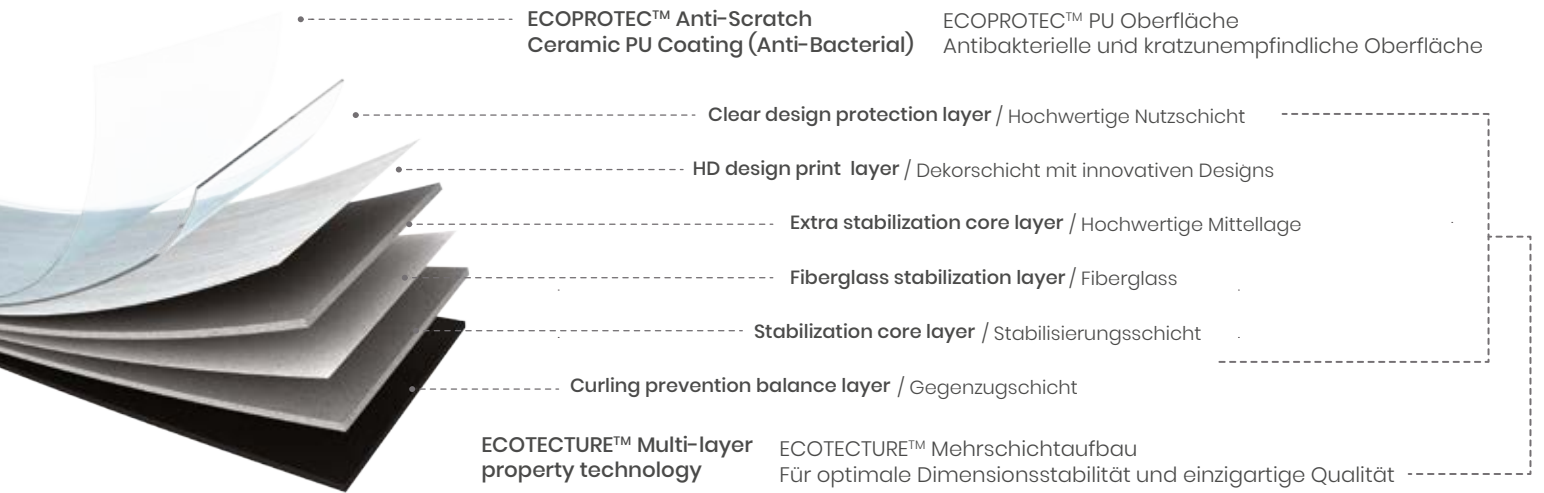 ECOPROTEC™ Anti-Scratch
Ceramic PU Coating (Anti-Bacterial)
ECOPROTEC™ PU Oberfläche
Antibakterielle und kratzunempfindliche Oberfläche
Clear design protection layer / Hochwertige Nutzschicht
HD design print layer / Dekorschicht mit innovativen Designs
Extra stabilization core layer / Hochwertige Mittellage
Fiberglass stabilization layer / Fiberglass
Stabilization core layer / Stabilisierungsschicht
Curling prevention balance layer / Gegenzugschicht
ECOTECTURE™ Multi-layer
property technology
ECOTECTURE™ Mehrschichtaufbau
Für optimale Dimensionsstabilität und einzigartige Qualität